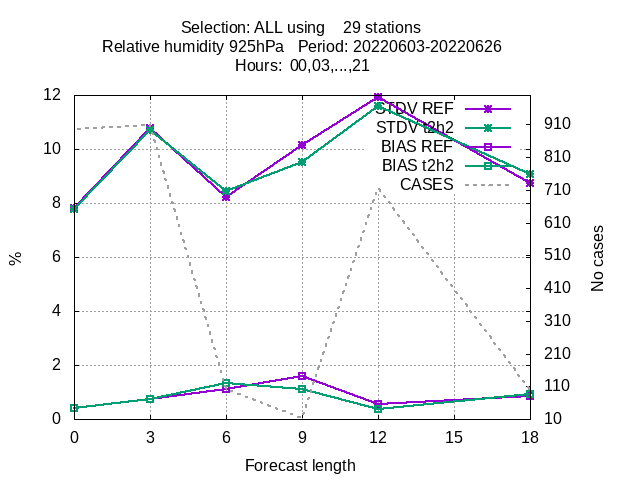 Selection: ALL using    29 stations
Relative humidity 925hPa   Period: 20220603-20220626
Hours:  00,03,...,21
12
10
8
6
4
2
0
%
STDV REF
STDV t2h2
BIAS REF
BIAS t2h2
CASES
910
810
710
610
510
410
310
210
110
10
No cases
0 3 6 9 12 15 18
Forecast length